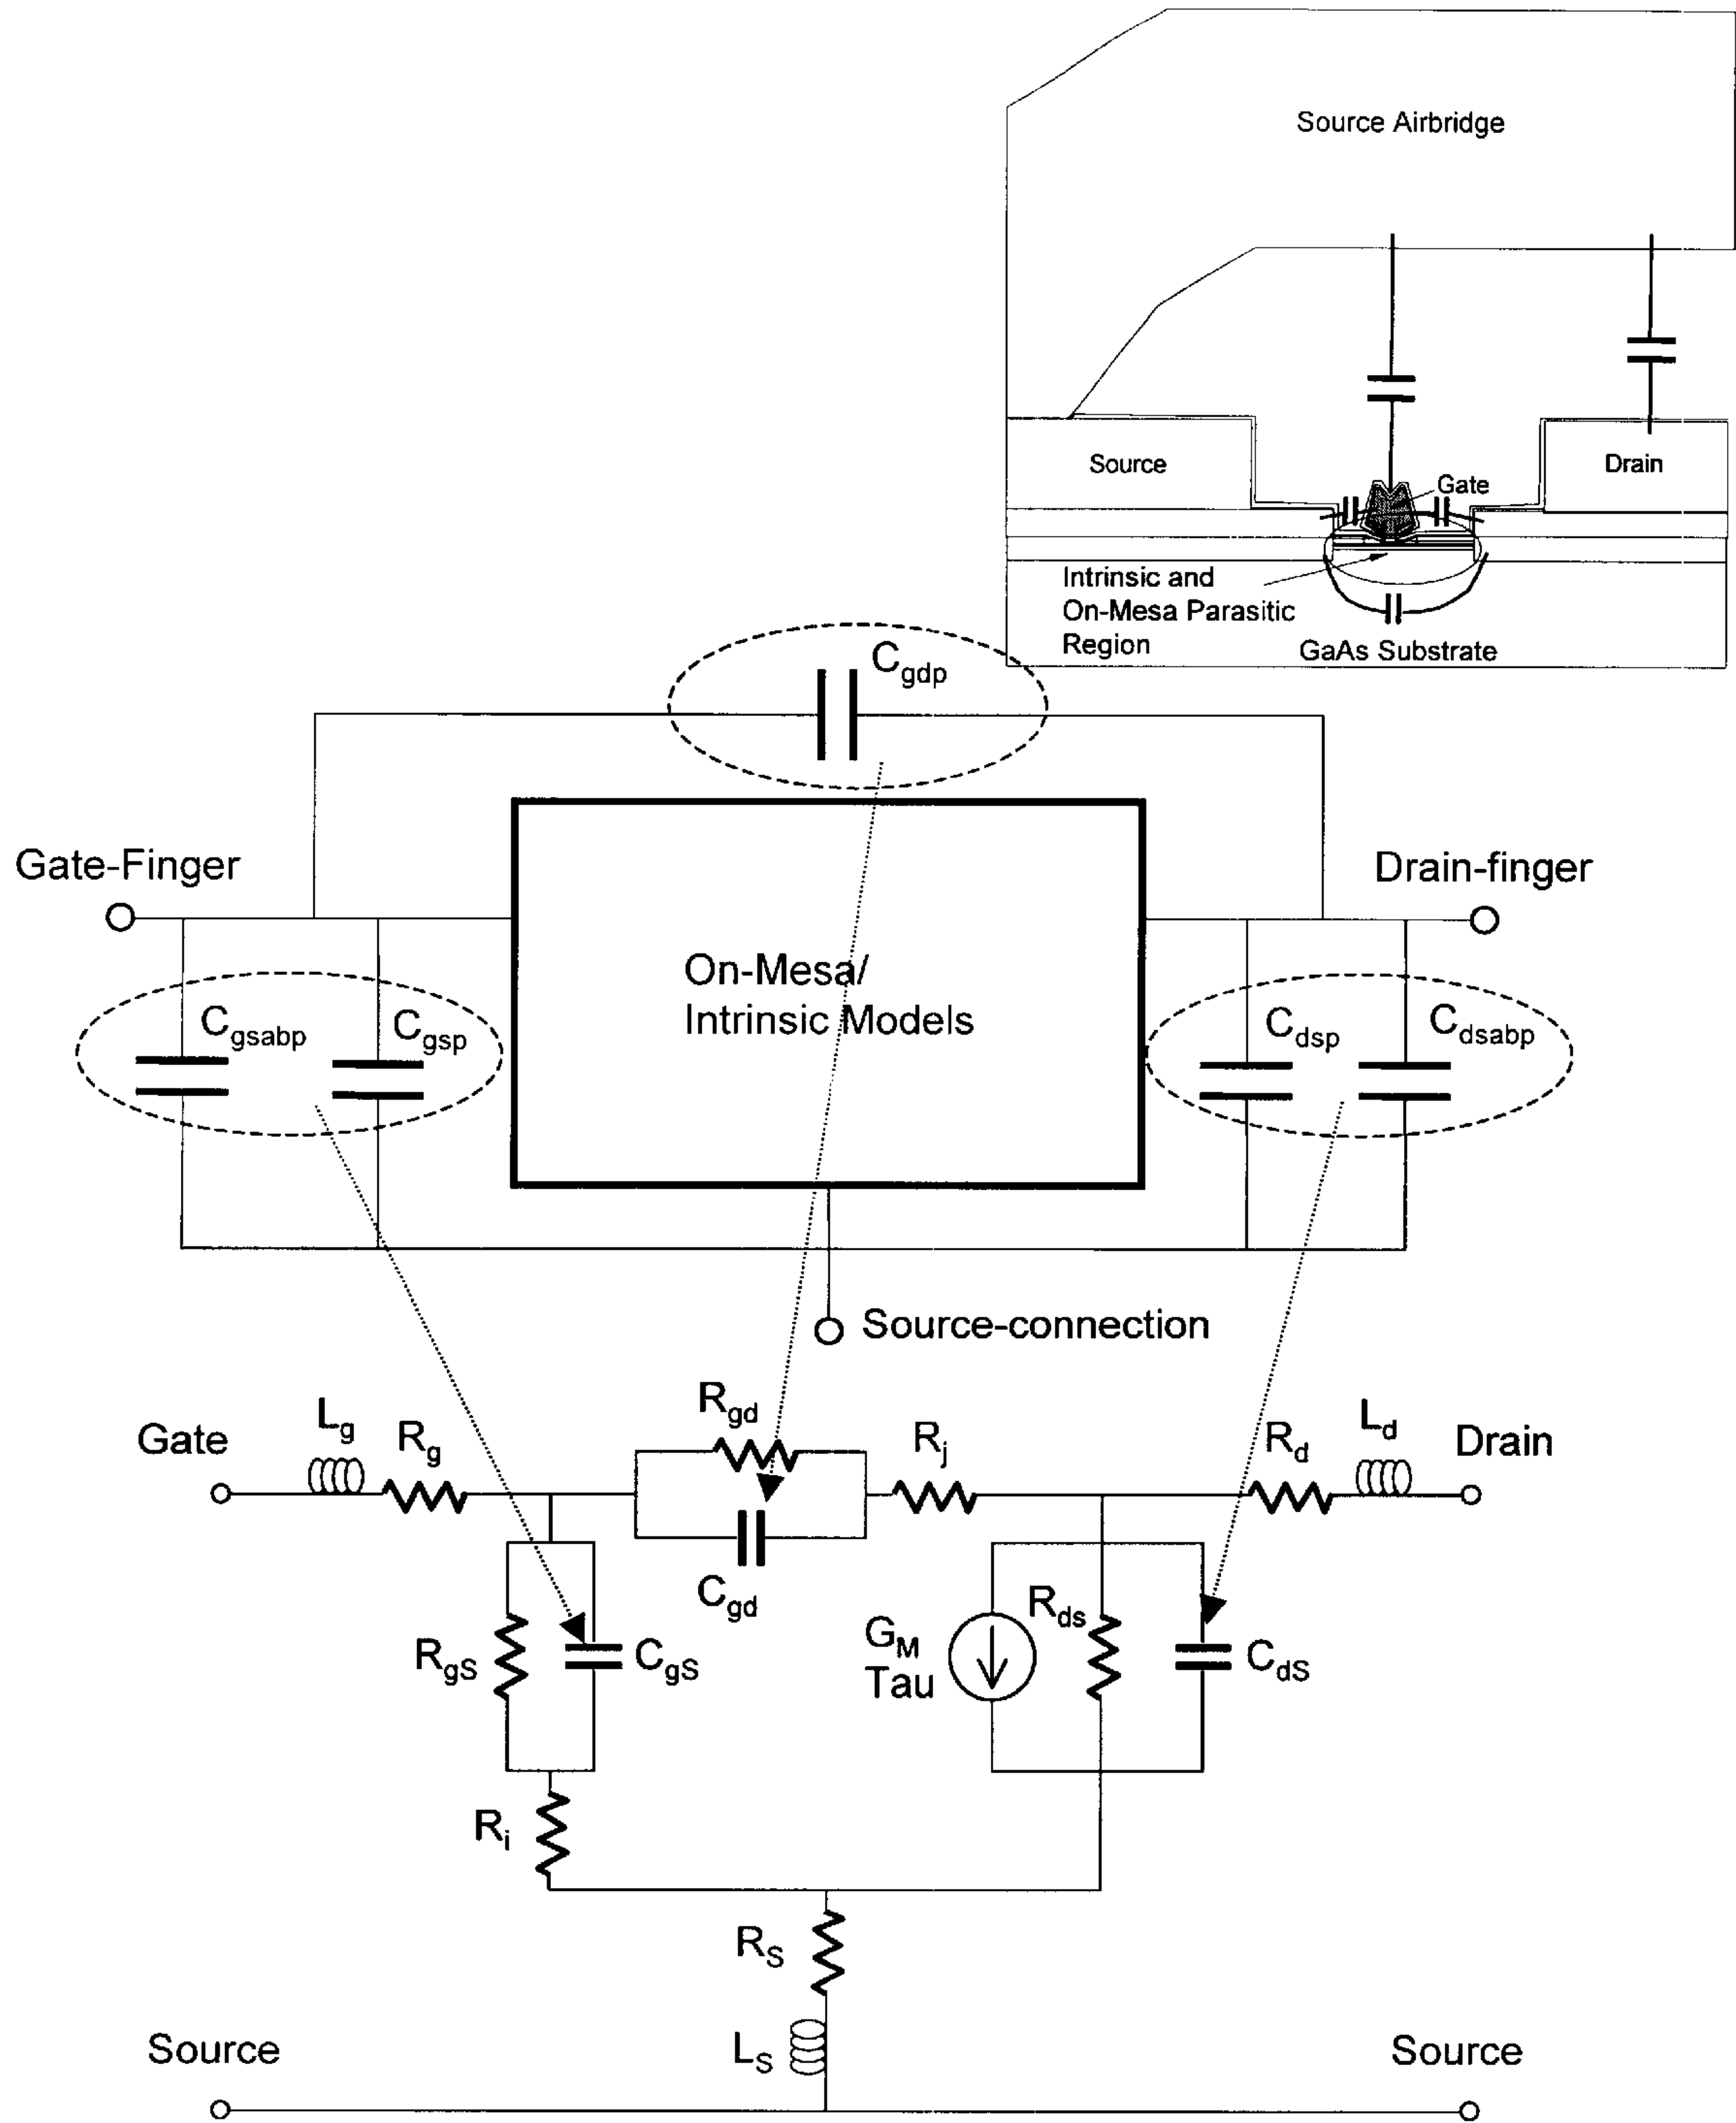 Source Airbridge
Source
Drain
Gate
Intrinsic and
On-Mesa Parasitic
Region
GaAs Substrate
Cgdp
Gate-Finger
Drain-finger
On-Mesa/
Intrinsic Models
Cgsabp
Cgsp
Cdsp
Cdsabp
Source-connection
Gate
Lg
Rg
Rgd
Rj
Rd
Ld
Drain
Cgd
RgS
CgS
GM
Tau
Rds
CdS
Ri
RS
LS
Source
Source